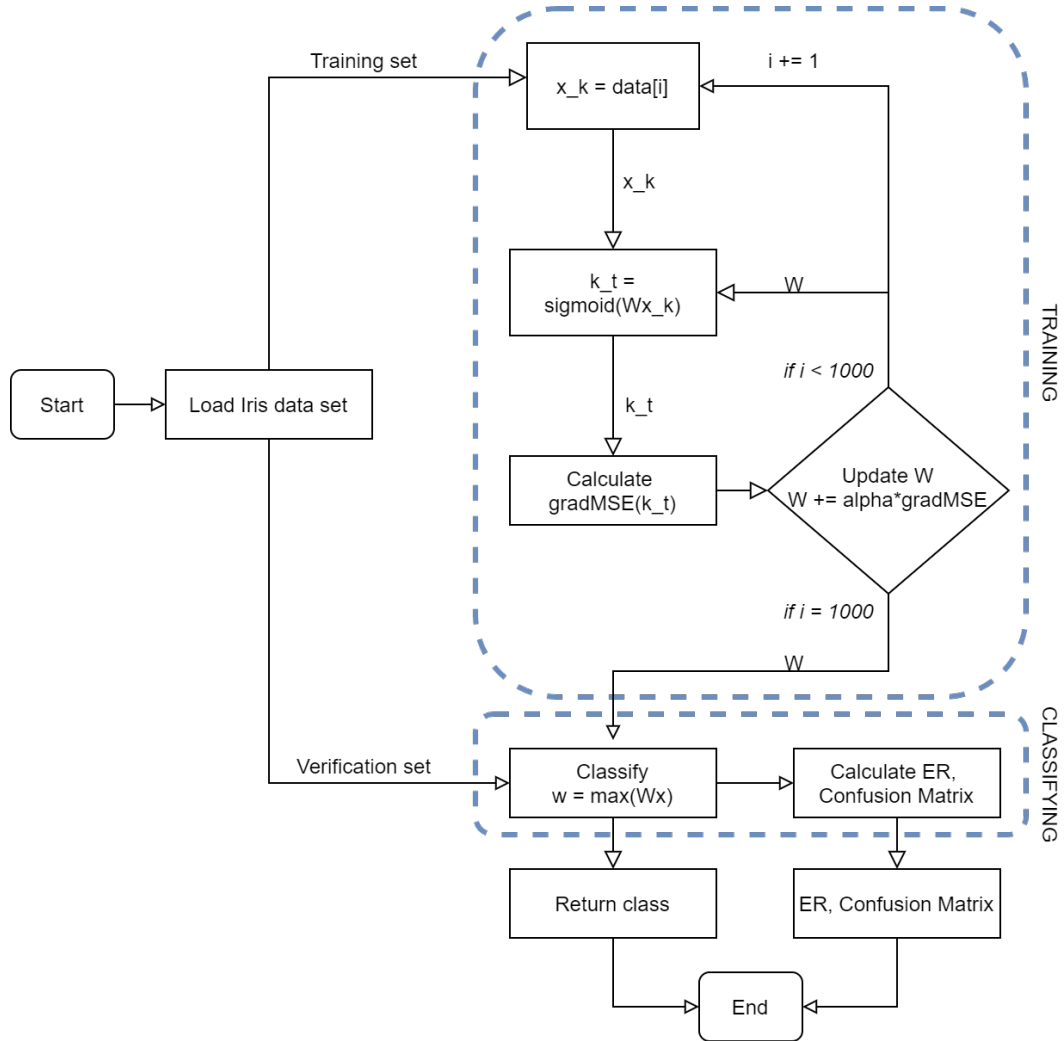 Training set
x_k = data[i]
i += 1
x_k
k_t =
sigmoid(Wx_k)
W
TRAINING
if i < 1000
Start
Load Iris data set
k_t
Calculate
gradMSE(k_t)
Update W
W += alpha*gradMSE
if i = 1000
W
CLASSIFYING
Verification set
Classify
w = max(Wx)
Calculate ER,
Confusion Matrix
Return class
ER, Confusion Matrix
End